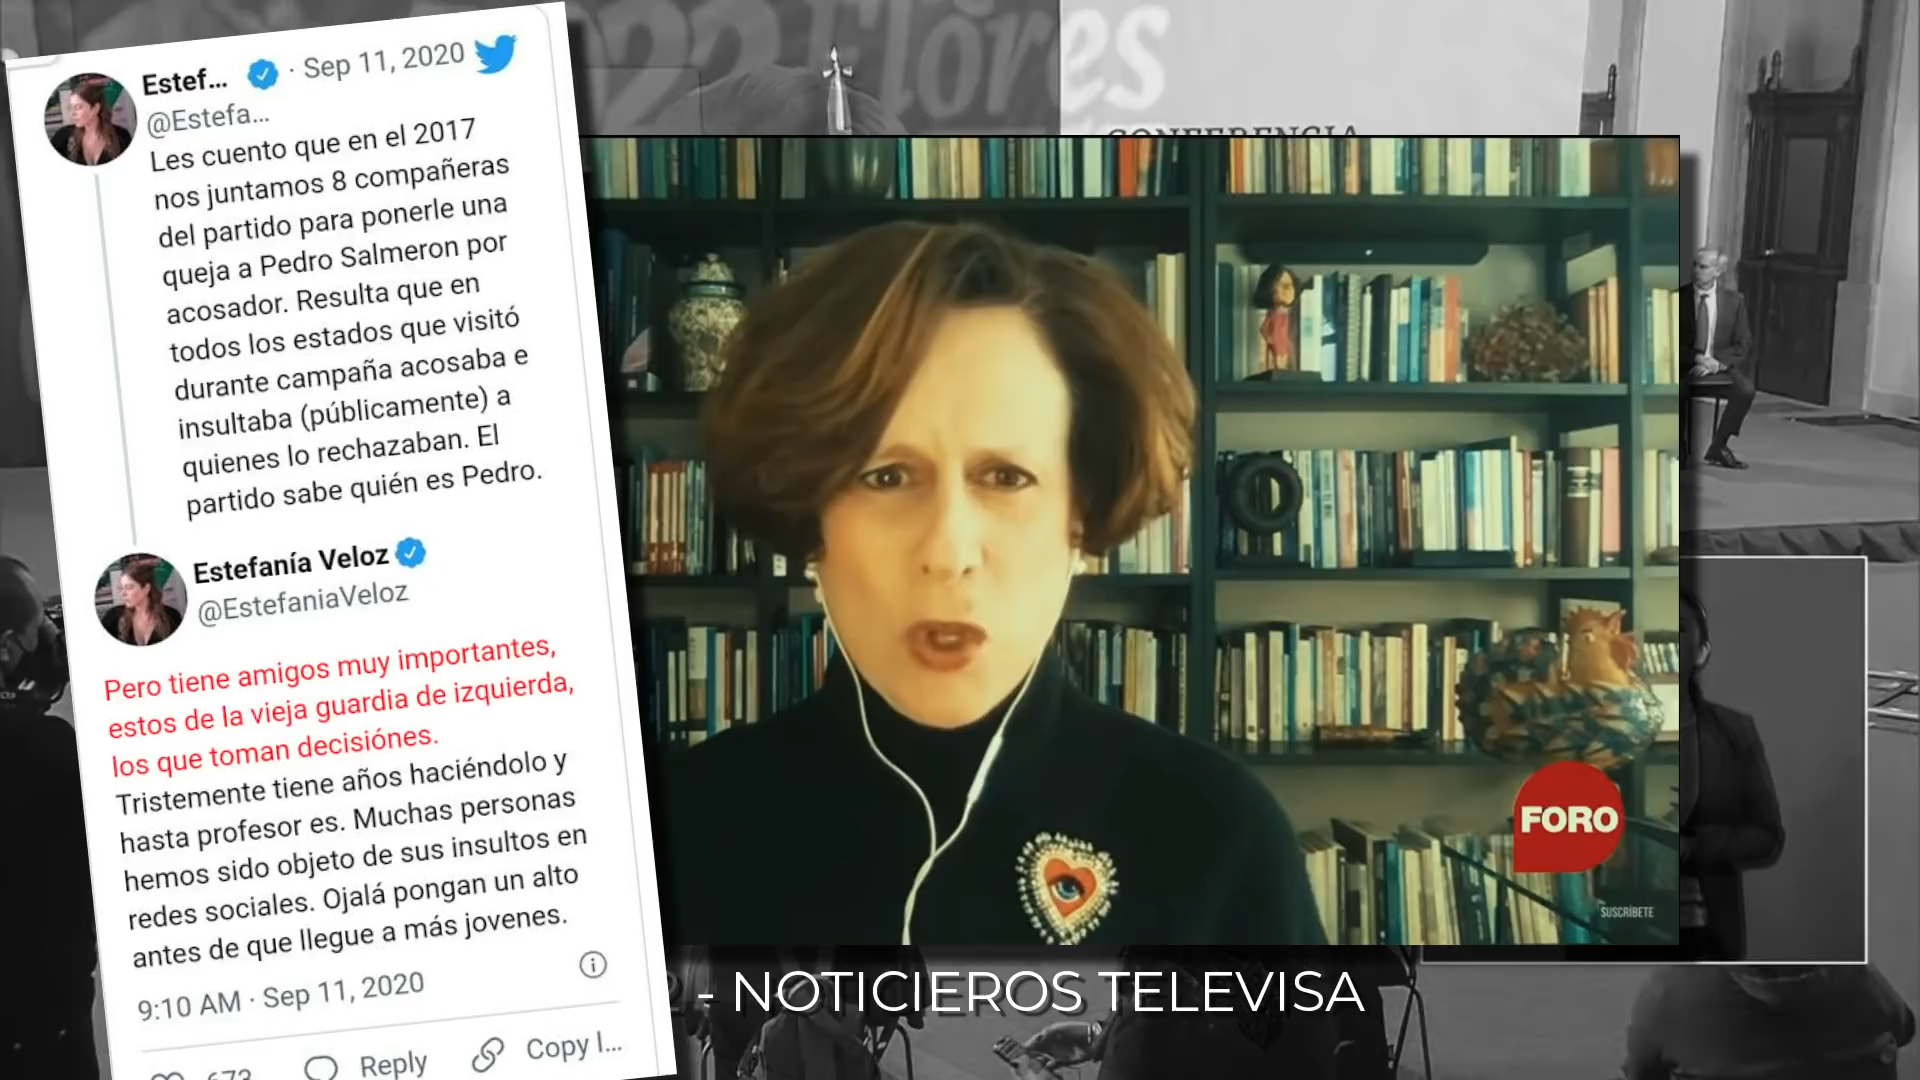 Estef... · Sep 11, 2020
@Estefa...
Les cuento que en el 2017
nos juntamos 8 compañeras
del partido para ponerle una
queja a Pedro Salmeron por
acosador. Resulta que en
todos los estados que visitó
durante campaña acosaba e
insultaba (públicamente) a
quienes lo rechazaban. El
partido sabe quién es Pedro.
Estefanía Veloz
@EstefaniaVeloz
Pero tiene amigos muy importantes,
estos de la vieja guardia de izquierda,
los que toman decisiónes.
Tristemente tiene años haciéndolo y
hasta profesor es. Muchas personas
hemos sido objeto de sus insultos en
redes sociales. Ojalá pongan un alto
antes de que llegue a más jovenes.
9:10 AM · Sep 11, 2020
673 Reply Copy l...
2022 Flores
CONFERENCIA
FORO
SUSCRÍBETE
2 - NOTICIEROS TELEVISA